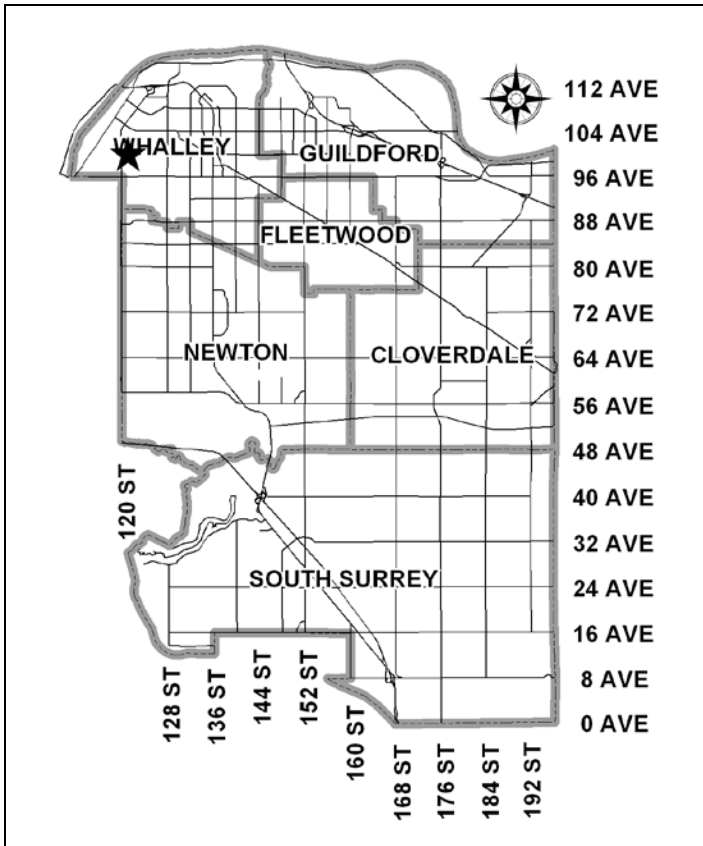 112 AVE
104 AVE
WHALLEY
GUILDFORD
96 AVE
88 AVE
FLEETWOOD
80 AVE
72 AVE
NEWTON
CLOVERDALE
64 AVE
56 AVE
48 AVE
120 ST
40 AVE
32 AVE
SOUTH SURREY
24 AVE
16 AVE
8 AVE
0 AVE
128 ST
136 ST
144 ST
152 ST
160 ST
168 ST
176 ST
184 ST
192 ST